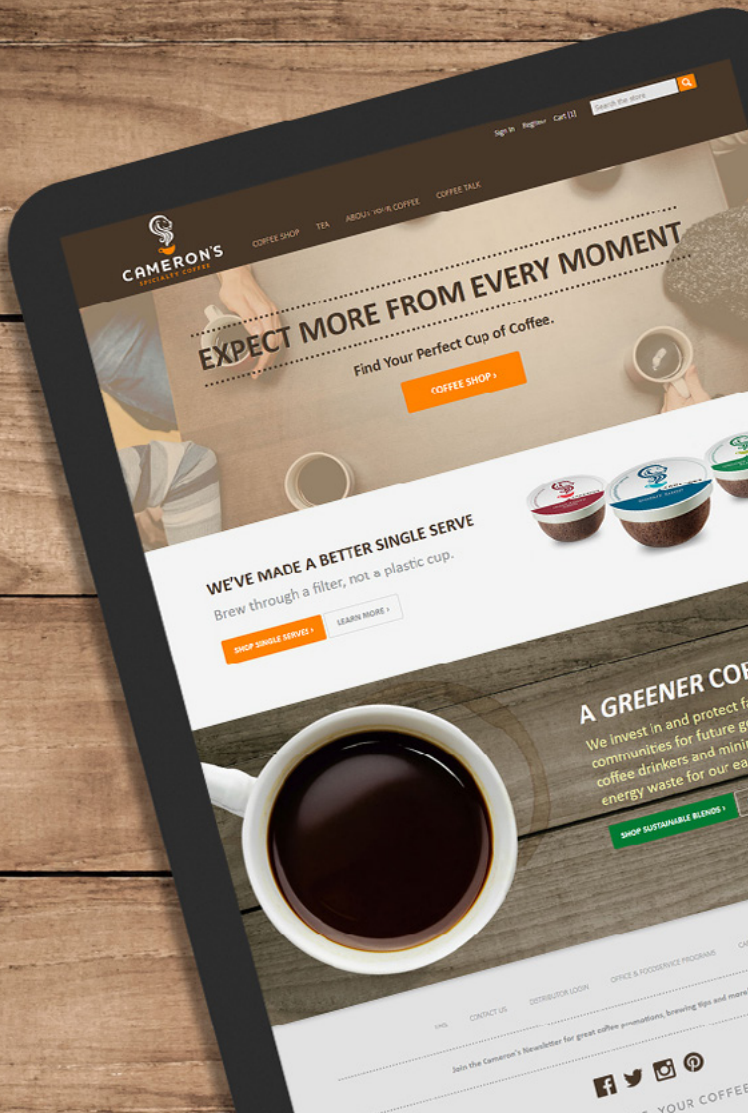 Sign In Register Cart (1) Search the store
CAMERON'S
SPECIALTY COFFEE
COFFEE SHOP TEA ABOUT YOUR COFFEE COFFEE TALK
EXPECT MORE FROM EVERY MOMENT
Find Your Perfect Cup of Coffee.
COFFEE SHOP ›
WE'VE MADE A BETTER SINGLE SERVE
Brew through a filter, not a plastic cup.
SHOP SINGLE SERVES › LEARN MORE ›
A GREENER
We invest in and protect
communities for future
coffee drinkers and
energy waste for our
SHOP SUSTAINABLE BLENDS ›
CONTACT US DISTRIBUTOR LOGIN OFFICE & FOODSERVICE PROGRAMS
Join the Cameron's Newsletter for great coffee promotions, brewing tips and more!
YOUR COFFEE